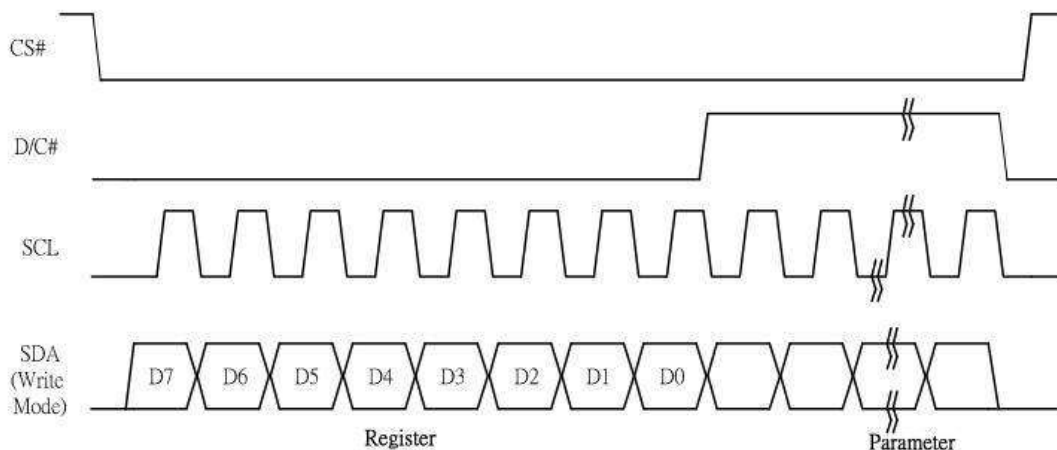 CS#
D/C#
SCL
SDA
(Write
Mode)
D7 D6 D5 D4 D3 D2 D1 D0
Register Parameter